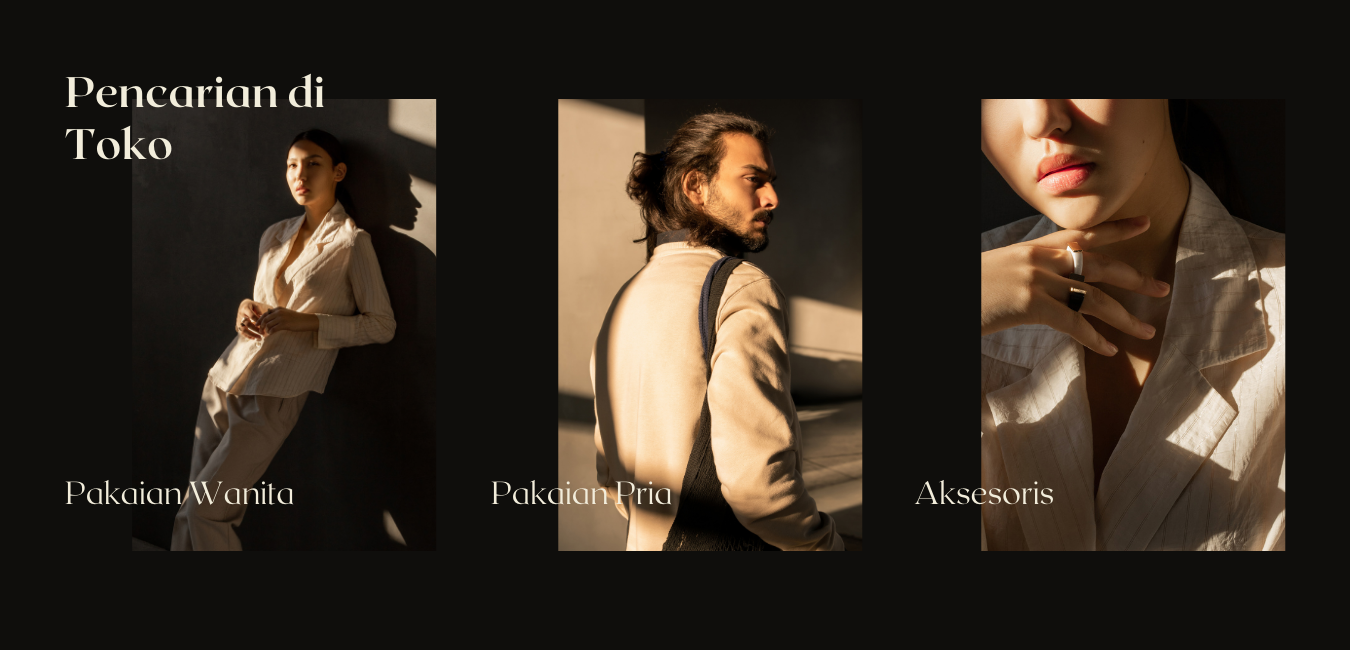 Pencarian di
Toko
Pakaian Wanita
Pakaian Pria
Aksesoris